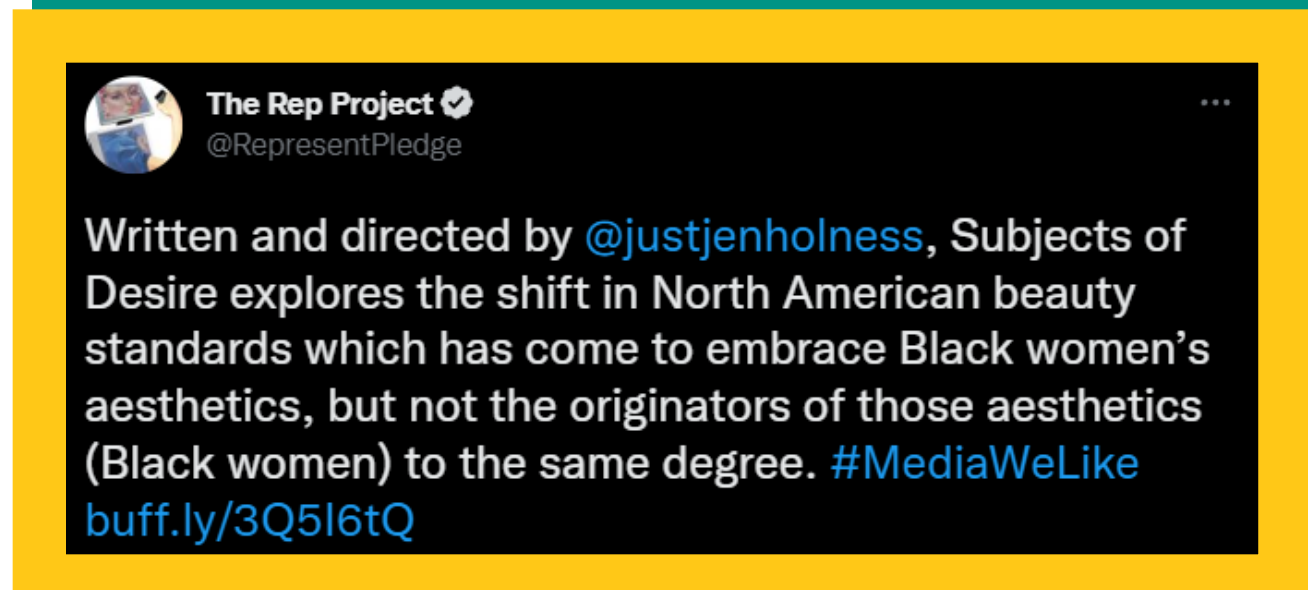 The Rep Project
@RepresentPledge
Written and directed by @justjenholness, Subjects of
Desire explores the shift in North American beauty
standards which has come to embrace Black women’s
aesthetics, but not the originators of those aesthetics
(Black women) to the same degree. #MediaWeLike
buff.ly/3Q5I6tQ